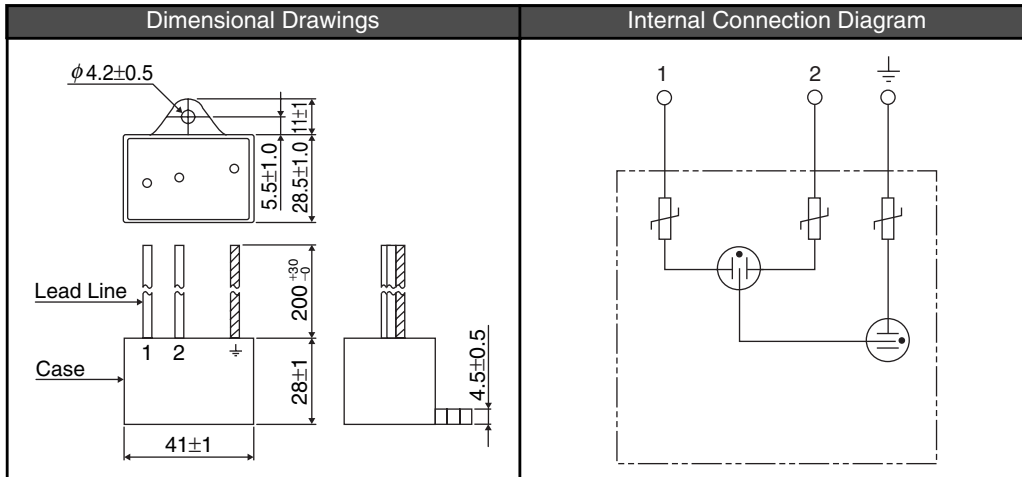 Dimensional Drawings
Internal Connection Diagram
ϕ4.2±0.5
11±1
5.5±1.0
28.5±1.0
Lead Line
200 +30 -0
1 2
Case
28±1
4.5±0.5
41±1
1 2